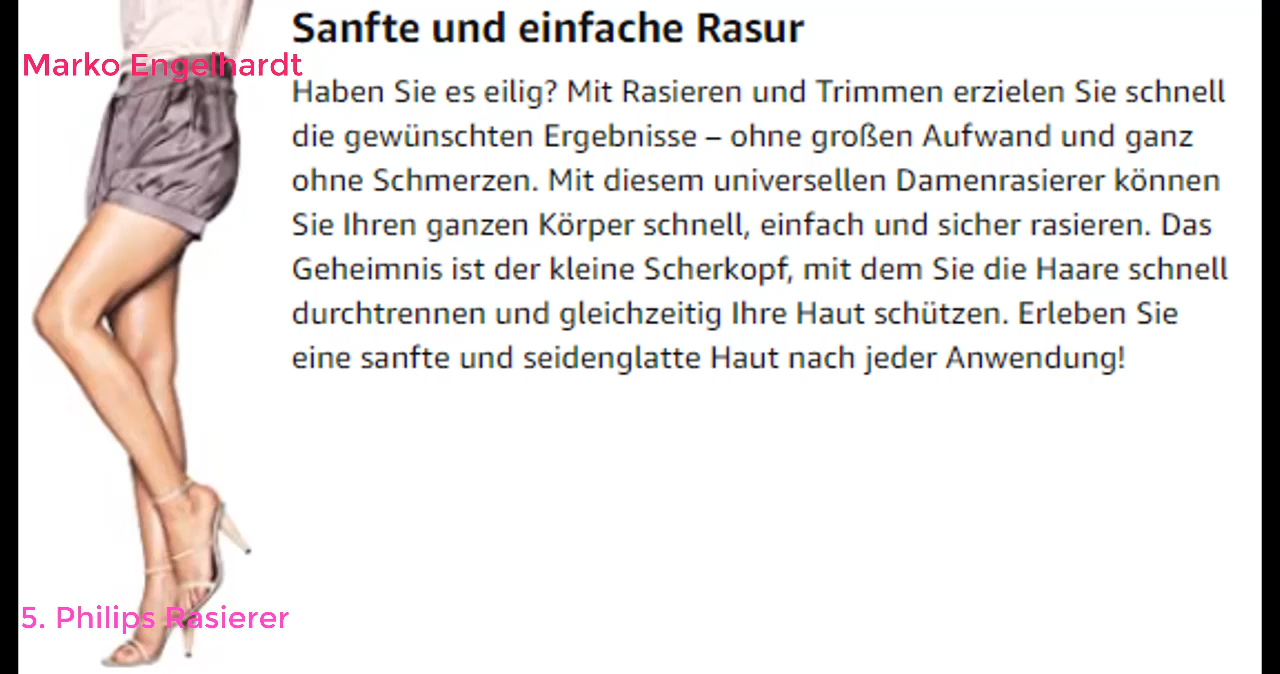 Sanfte und einfache Rasur
Marko Engelhardt
Haben Sie es eilig? Mit Rasieren und Trimmen erzielen Sie schnell
die gewünschten Ergebnisse – ohne großen Aufwand und ganz
ohne Schmerzen. Mit diesem universellen Damenrasierer können
Sie Ihren ganzen Körper schnell, einfach und sicher rasieren. Das
Geheimnis ist der kleine Scherkopf, mit dem Sie die Haare schnell
durchtrennen und gleichzeitig Ihre Haut schützen. Erleben Sie
eine sanfte und seidenglatte Haut nach jeder Anwendung!
5. Philips Rasierer